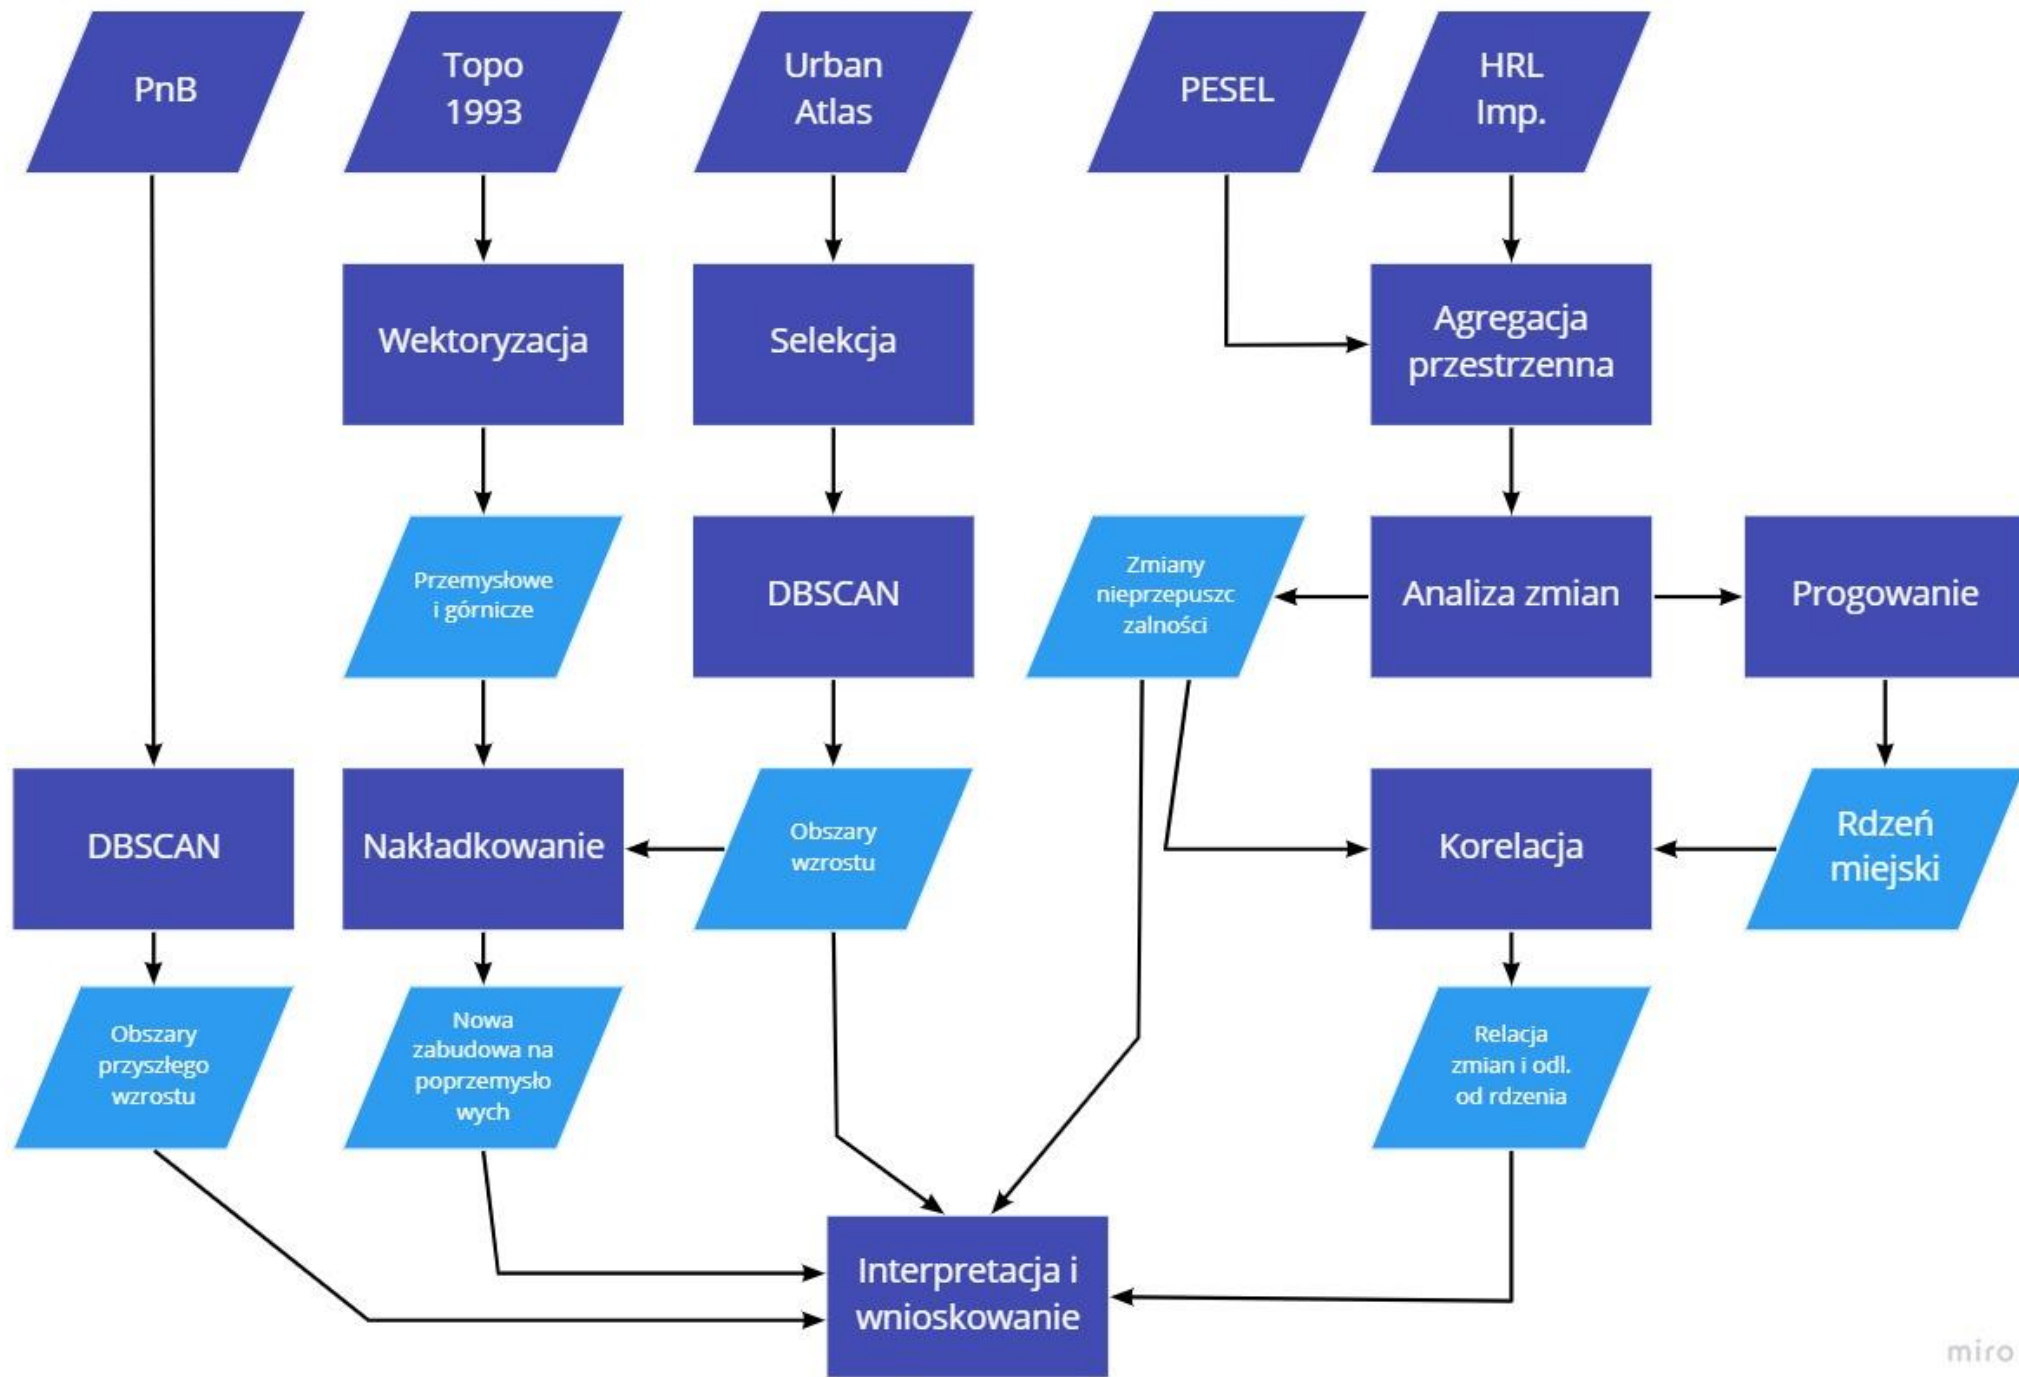 PnB
Topo
1993
Urban
Atlas
PESEL
HRL
Imp.
Wektoryzacja
Selekcja
Agregacja
przestrzenna
Przemysłowe
i górnicze
DBSCAN
Zmiany
nieprzepuszc
zalności
Analiza zmian
Progowanie
DBSCAN
Nakładkowanie
Obszary
wzrostu
Korelacja
Rdzeń
miejski
Obszary
przyszłego
wzrostu
Nowa
zabudowa na
poprzemysło
wych
Relacja
zmian i odl.
od rdzenia
Interpretacja i
wnioskowanie
miro